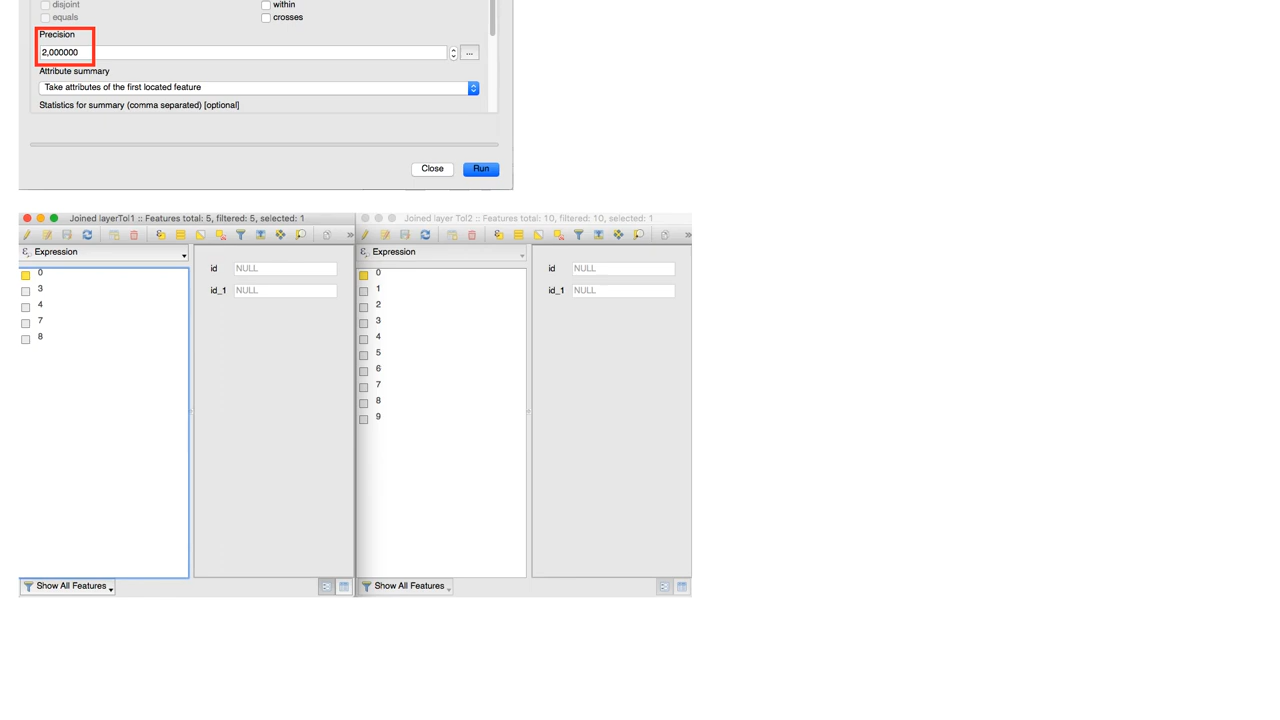 disjoint within
equals crosses
Precision
2,000000
...
Attribute summary
Take attributes of the first located feature
Statistics for summary (comma separated) [optional]
Close Run
Joined layerTol1 :: Features total: 5, filtered: 5, selected: 1
Expression
0
3
4
7
8
id NULL
id_1 NULL
Show All Features
Joined layer Tol2 :: Features total: 10, filtered: 10, selected: 1
Expression
0
1
2
3
4
5
6
7
8
9
id NULL
id_1 NULL
Show All Features